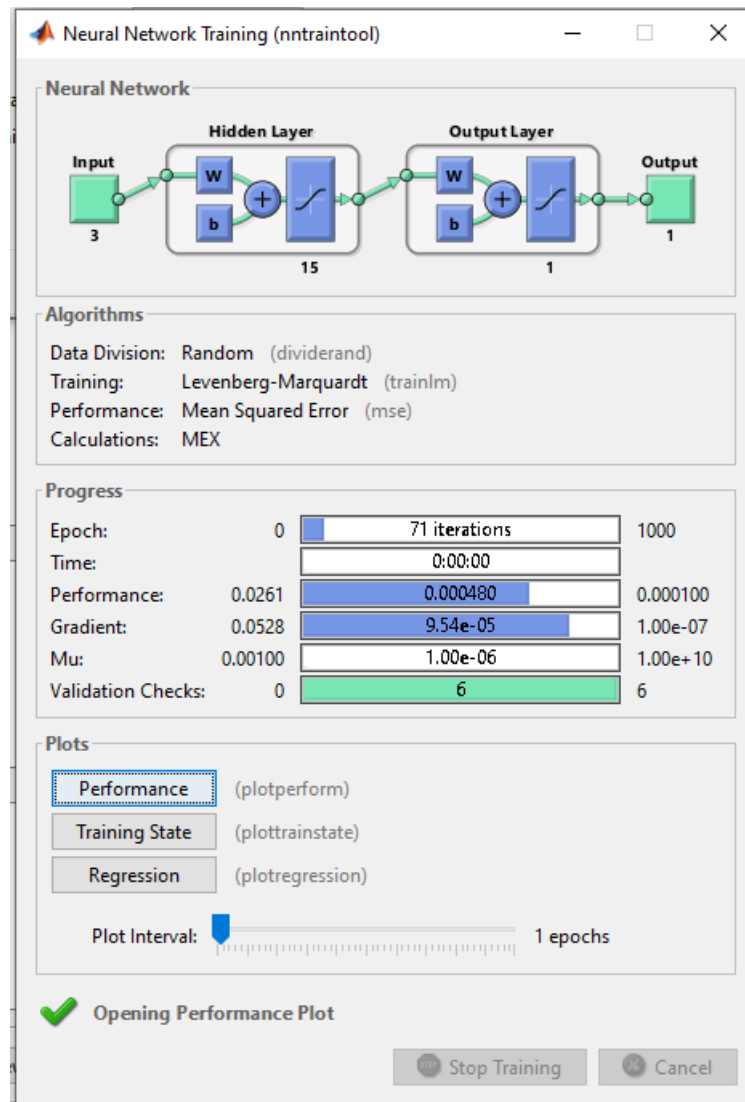 Neural Network Training (nntraintool)
Neural Network
Hidden Layer
Output Layer
Input
Output
W
W
b
b
3
15
1
1
Algorithms
Data Division: Random (dividerand)
Training: Levenberg-Marquardt (trainlm)
Performance: Mean Squared Error (mse)
Calculations: MEX
Progress
Epoch: 0 71 iterations 1000
Time: 0:00:00
Performance: 0.0261 0.000480 0.000100
Gradient: 0.0528 9.54e-05 1.00e-07
Mu: 0.00100 1.00e-06 1.00e+10
Validation Checks: 0 6 6
Plots
Performance (plotperform)
Training State (plottrainstate)
Regression (plotregression)
Plot Interval: 1 epochs
Opening Performance Plot
Stop Training Cancel